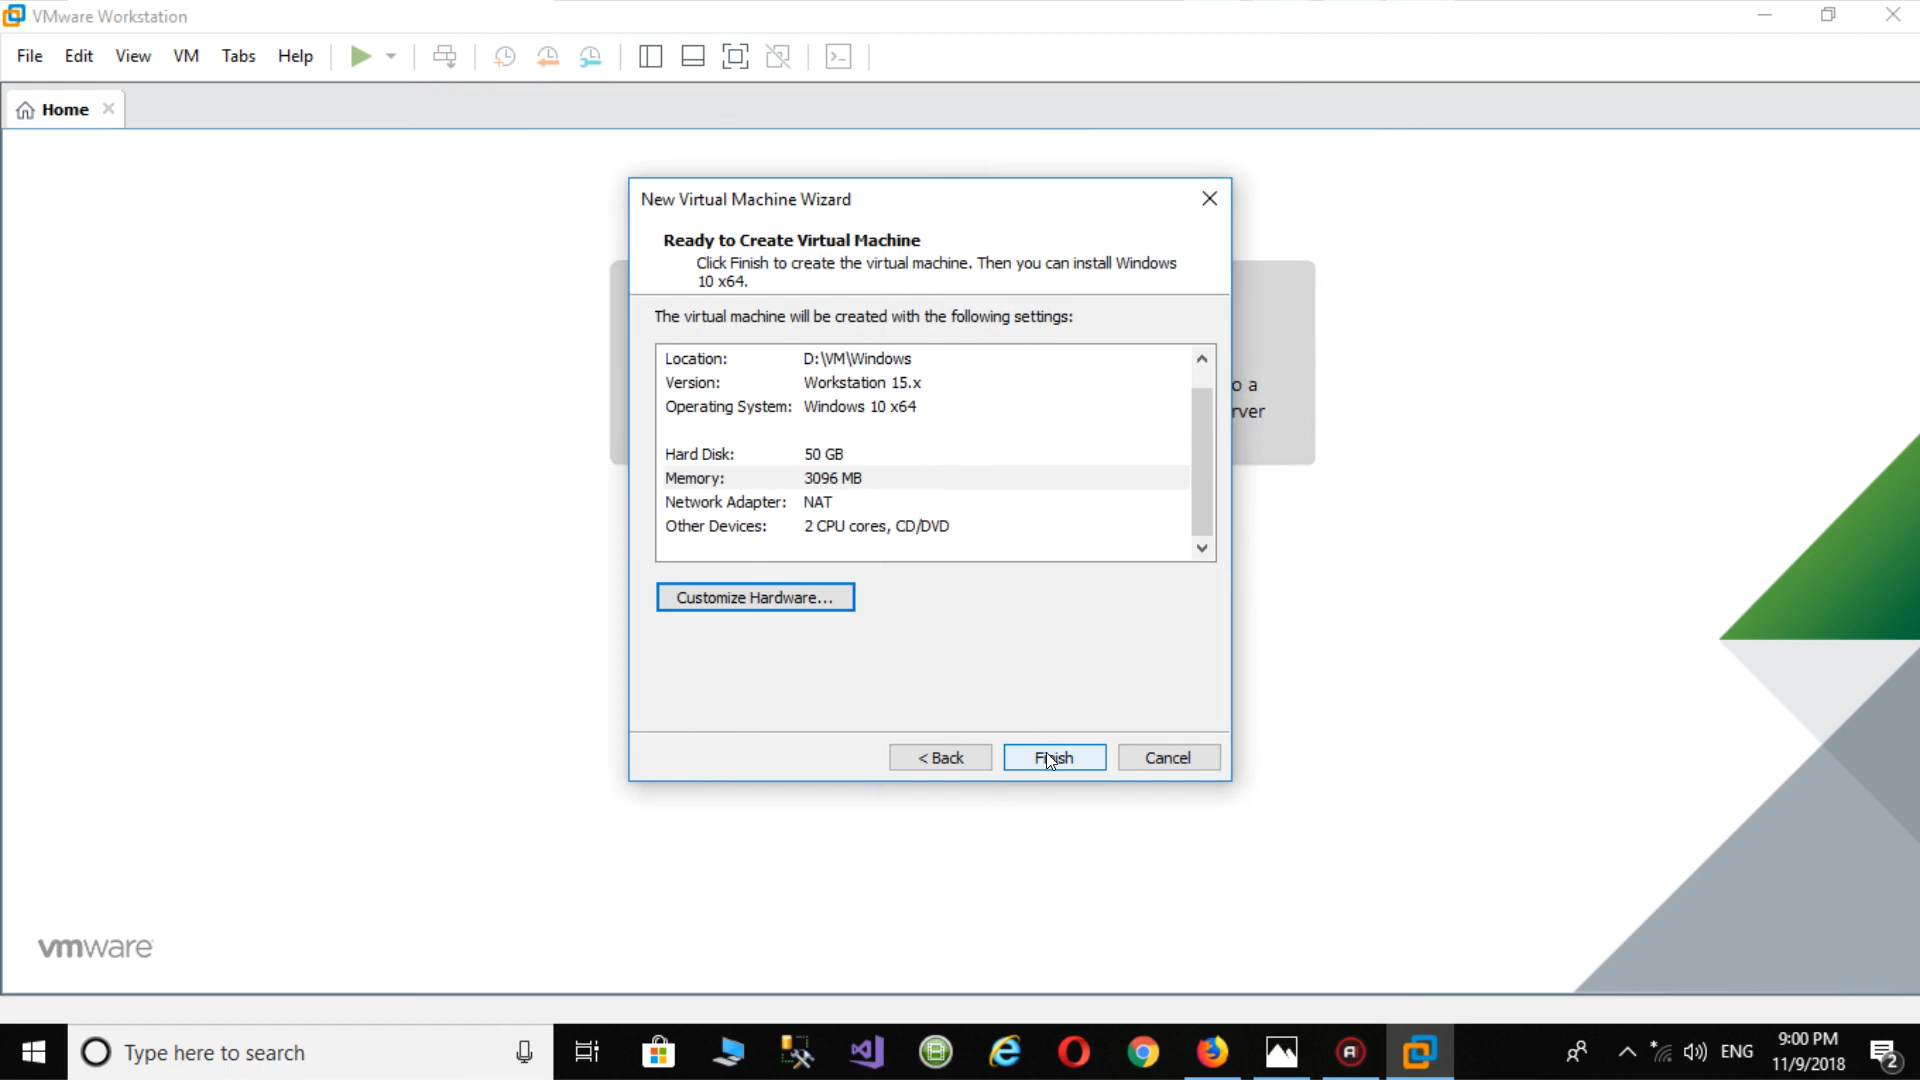 VMware Workstation
File Edit View VM Tabs Help
Home
New Virtual Machine Wizard
Ready to Create Virtual Machine
Click Finish to create the virtual machine. Then you can install Windows
10 x64.
The virtual machine will be created with the following settings:
Location: D:\VM\Windows
Version: Workstation 15.x
Operating System: Windows 10 x64
Hard Disk: 50 GB
Memory: 3096 MB
Network Adapter: NAT
Other Devices: 2 CPU cores, CD/DVD
o a
rver
Customize Hardware...
< Back Finish Cancel
vmware
Type here to search
ENG
9:00 PM
11/9/2018
2